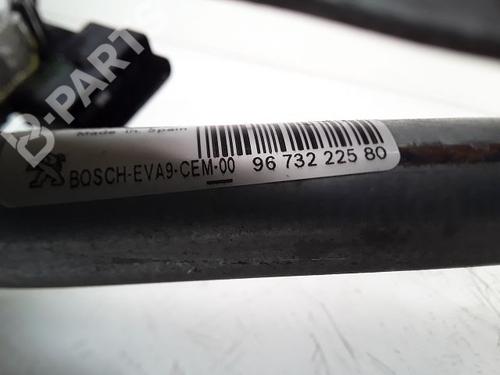 B-PARTS
Made in Spain
BOSCH-EVA9-CEM-00 96 732 225 80